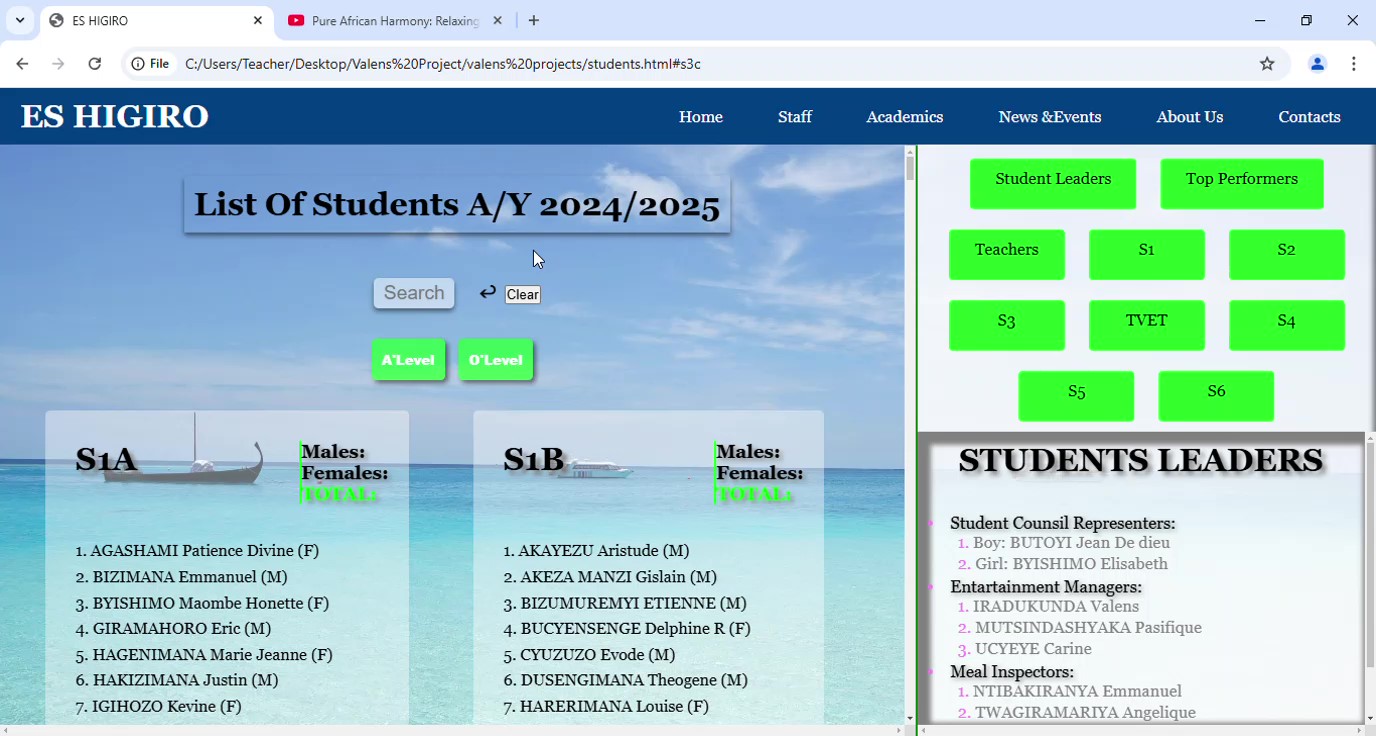 ES HIGIRO
Pure African Harmony: Relaxing
File
C:/Users/Teacher/Desktop/Valens%20Project/valens%20projects/students.html#s3c
ES HIGIRO
Home
Staff
Academics
News &Events
About Us
Contacts
List Of Students A/Y 2024/2025
Search
Clear
A'Level
O'Level
S1A
Males:
Females:
TOTAL:
1. AGASHAMI Patience Divine (F)
2. BIZIMANA Emmanuel (M)
3. BYISHIMO Maombe Honette (F)
4. GIRAMAHORO Eric (M)
5. HAGENIMANA Marie Jeanne (F)
6. HAKIZIMANA Justin (M)
7. IGIHOZO Kevine (F)
S1B
Males:
Females:
TOTAL:
1. AKAYEZU Aristude (M)
2. AKEZA MANZI Gislain (M)
3. BIZUMUREMYI ETIENNE (M)
4. BUCYENSENGE Delphine R (F)
5. CYUZUZO Evode (M)
6. DUSENGIMANA Theogene (M)
7. HARERIMANA Louise (F)
Student Leaders
Top Performers
Teachers
S1
S2
S3
TVET
S4
S5
S6
STUDENTS LEADERS
Student Counsil Representers:
1. Boy: BUTOYI Jean De dieu
2. Girl: BYISHIMO Elisabeth
Entartainment Managers:
1. IRADUKUNDA Valens
2. MUTSINDASHYAKA Pasifique
3. UCYEYE Carine
Meal Inspectors:
1. NTIBAKIRANYA Emmanuel
2. TWAGIRAMARIYA Angelique